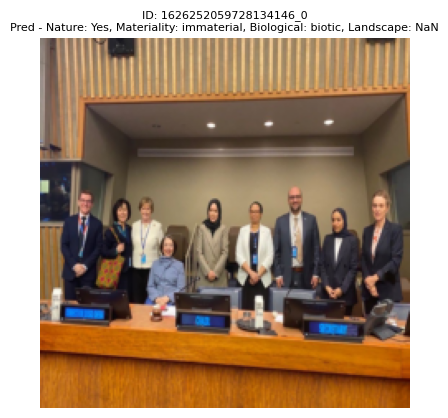 ID: 1626252059728134146_0
Pred - Nature: Yes, Materiality: immaterial, Biological: biotic, Landscape: NaN